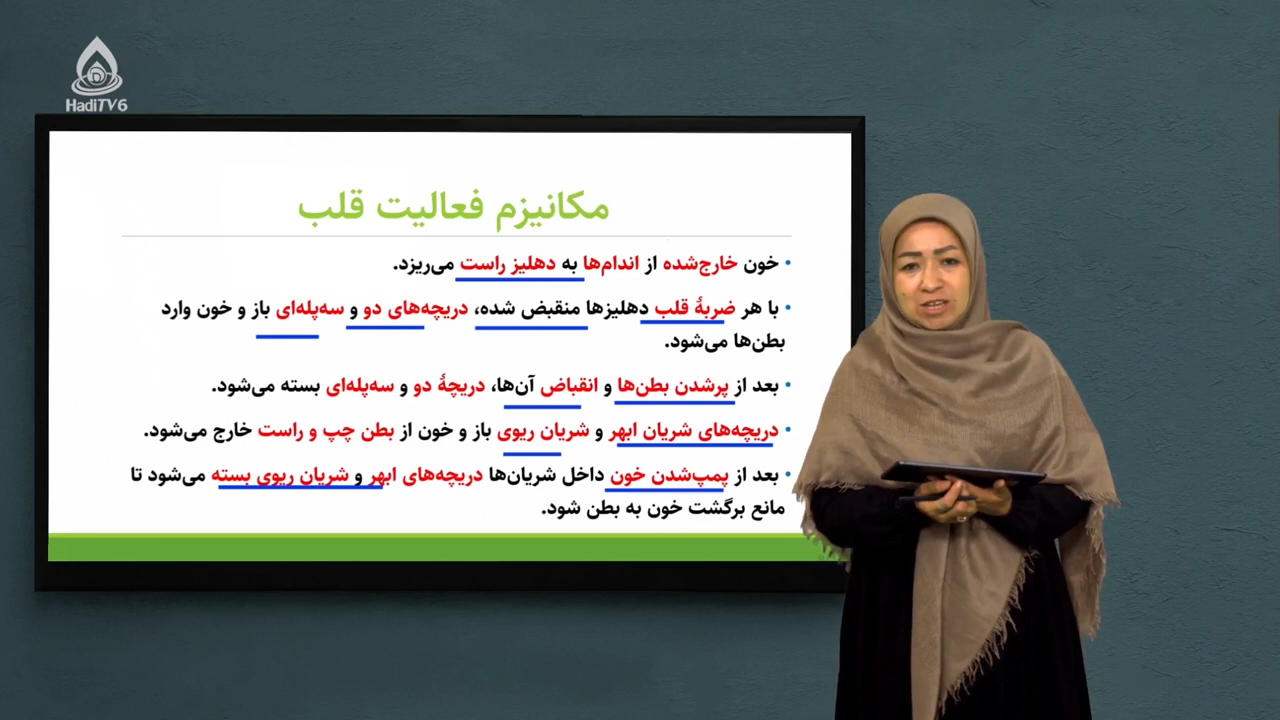 HadiTV6
مکانیزم فعالیت قلب
• خون خارج‌شده از اندام‌ها به دهلیز راست می‌ریزد.
• با هر ضربهٔ قلب دهلیزها منقبض شده، دریچه‌های دو و سه‌پله‌ای باز و خون وارد
بطن‌ها می‌شود.
• بعد از پرشدن بطن‌ها و انقباض آن‌ها، دریچهٔ دو و سه‌پله‌ای بسته می‌شود.
• دریچه‌های شریان ابهر و شریان ریوی باز و خون از بطن چپ و راست خارج می‌شود.
• بعد از پمپ‌شدن خون داخل شریان‌ها دریچه‌های ابهر و شریان ریوی بسته می‌شود تا
مانع برگشت خون به بطن شود.